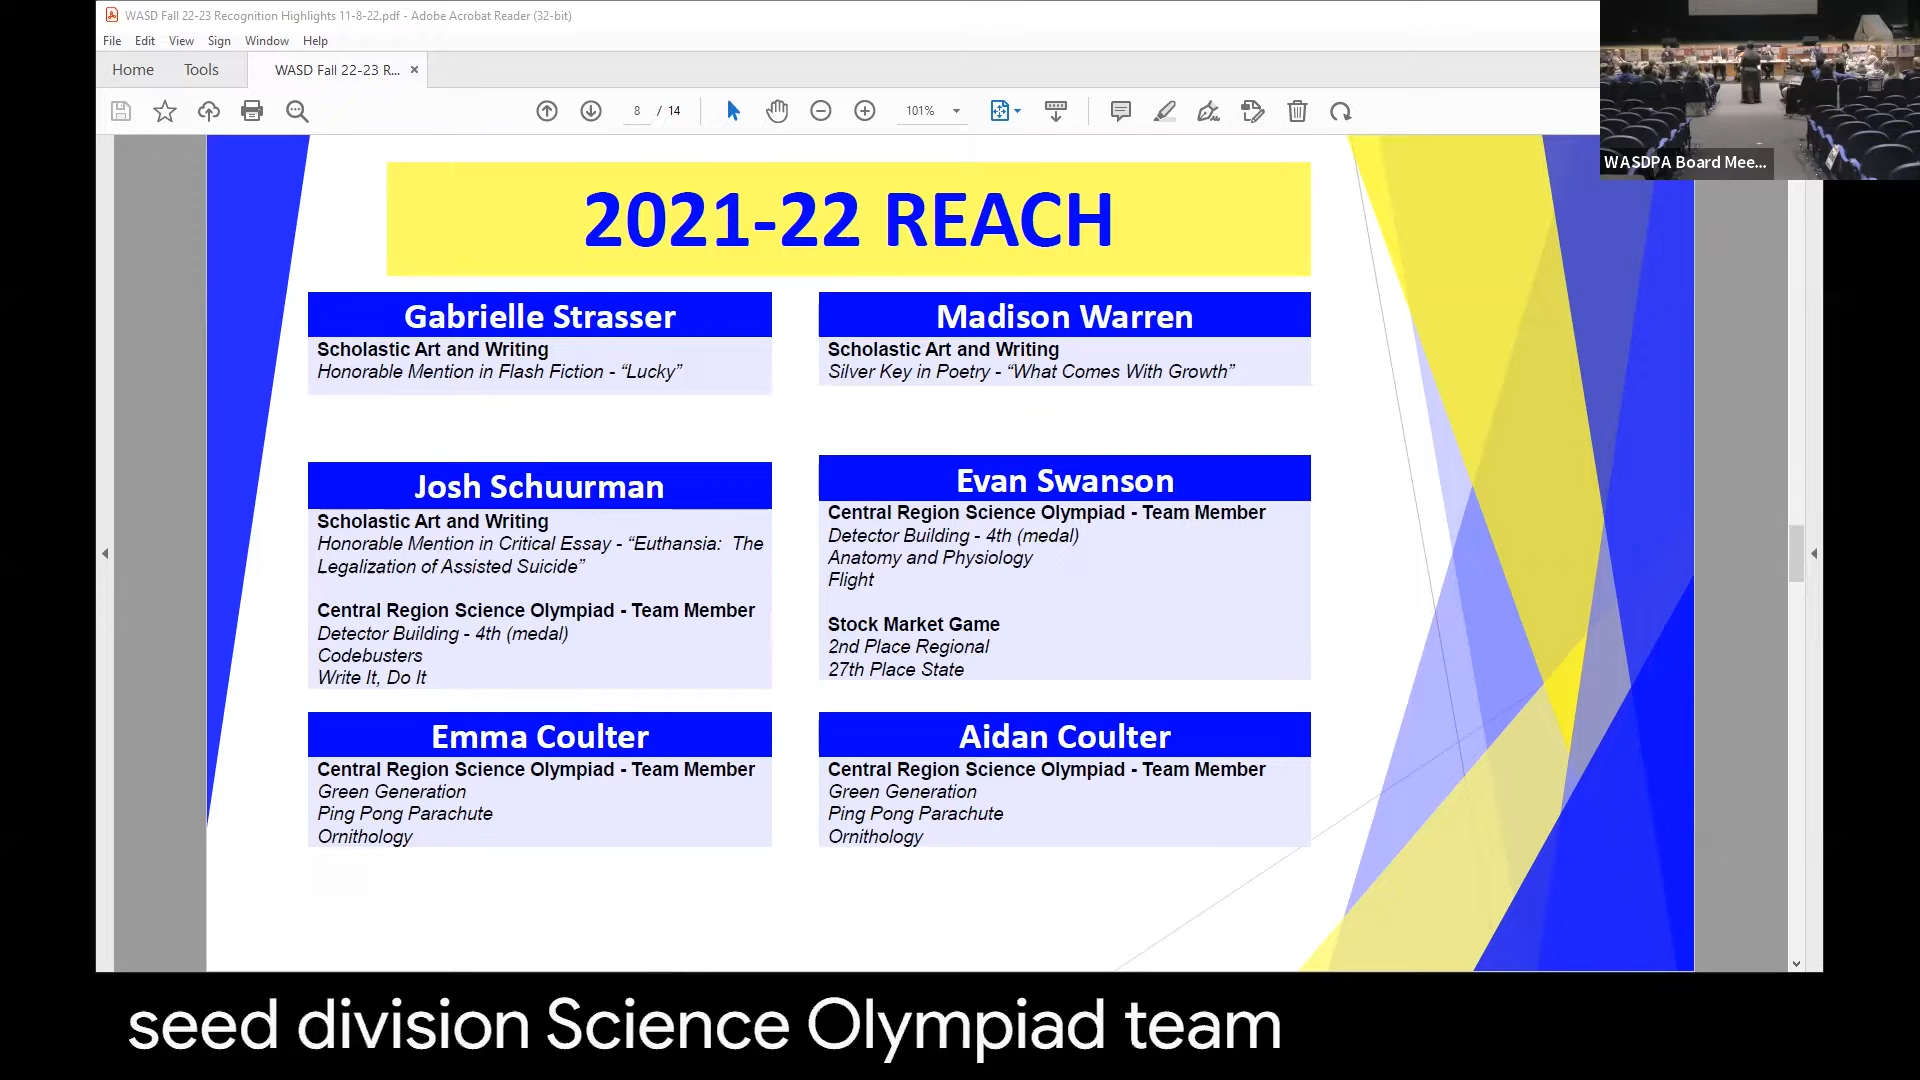 WASD Fall 22-23 Recognition Highlights 11-8-22.pdf - Adobe Acrobat Reader (32-bit)
File Edit View Sign Window Help
Home Tools WASD Fall 22-23 R... ×
8 / 14 101%
WASDPA Board Mee...
2021-22 REACH
Gabrielle Strasser
Scholastic Art and Writing
Honorable Mention in Flash Fiction - “Lucky”
Madison Warren
Scholastic Art and Writing
Silver Key in Poetry - “What Comes With Growth”
Josh Schuurman
Scholastic Art and Writing
Honorable Mention in Critical Essay - “Euthansia: The
Legalization of Assisted Suicide”
Central Region Science Olympiad - Team Member
Detector Building - 4th (medal)
Codebusters
Write It, Do It
Evan Swanson
Central Region Science Olympiad - Team Member
Detector Building - 4th (medal)
Anatomy and Physiology
Flight
Stock Market Game
2nd Place Regional
27th Place State
Emma Coulter
Central Region Science Olympiad - Team Member
Green Generation
Ping Pong Parachute
Ornithology
Aidan Coulter
Central Region Science Olympiad - Team Member
Green Generation
Ping Pong Parachute
Ornithology
seed division Science Olympiad team